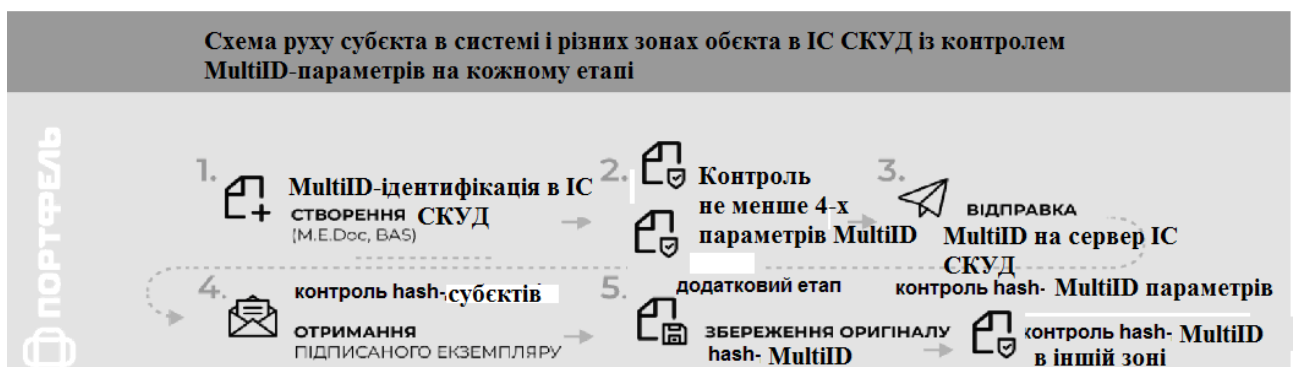 Схема руху субєкта в системі і різних зонах обєкта в ІС СКУД із контролем
MultiID-параметрів на кожному етапі
ПОРТФЕЛЬ
1.
MultiID-ідентифікація в ІС
СТВОРЕННЯ СКУД
(M.E.Doc, BAS)
2.
Контроль
не менше 4-х
параметрів MultiID
3.
ВІДПРАВКА
MultiID на сервер ІС
СКУД
4.
контроль hash-субєктів
ОТРИМАННЯ
ПІДПИСАНОГО ЕКЗЕМПЛЯРУ
5.
додатковий етап
ЗБЕРЕЖЕННЯ ОРИГІНАЛУ
hash- MultiID
контроль hash- MultiID параметрів
контроль hash- MultiID
в іншій зоні